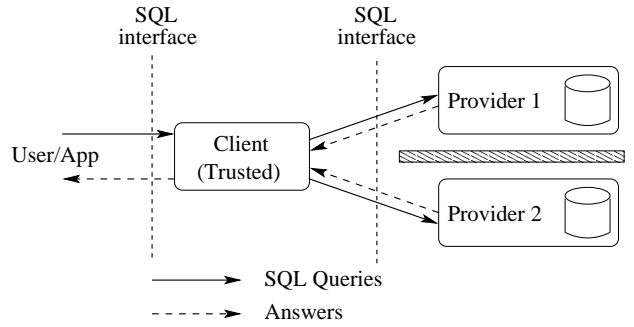 SQL
interface
SQL
interface
Provider 1
User/App
Client
(Trusted)
Provider 2
SQL Queries
Answers